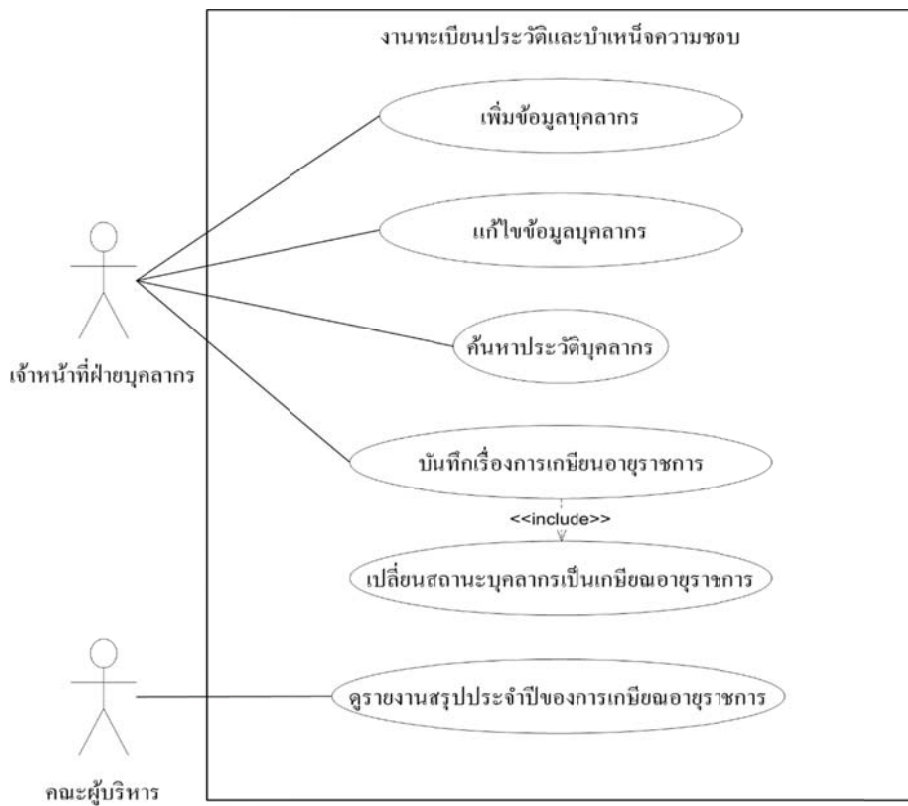 งานทะเบียนประวัติและบำเหน็จความชอบ
เพิ่มข้อมูลบุคลากร
แก้ไขข้อมูลบุคลากร
ค้นหาประวัติบุคลากร
เจ้าหน้าที่ฝ่ายบุคลากร
บันทึกเรื่องการเกษียนอายุราชการ
<<include>>
เปลี่ยนสถานะบุคลากรเป็นเกษียณอายุราชการ
ดูรายงานสรุปประจำปีของการเกษียณอายุราชการ
คณะผู้บริหาร